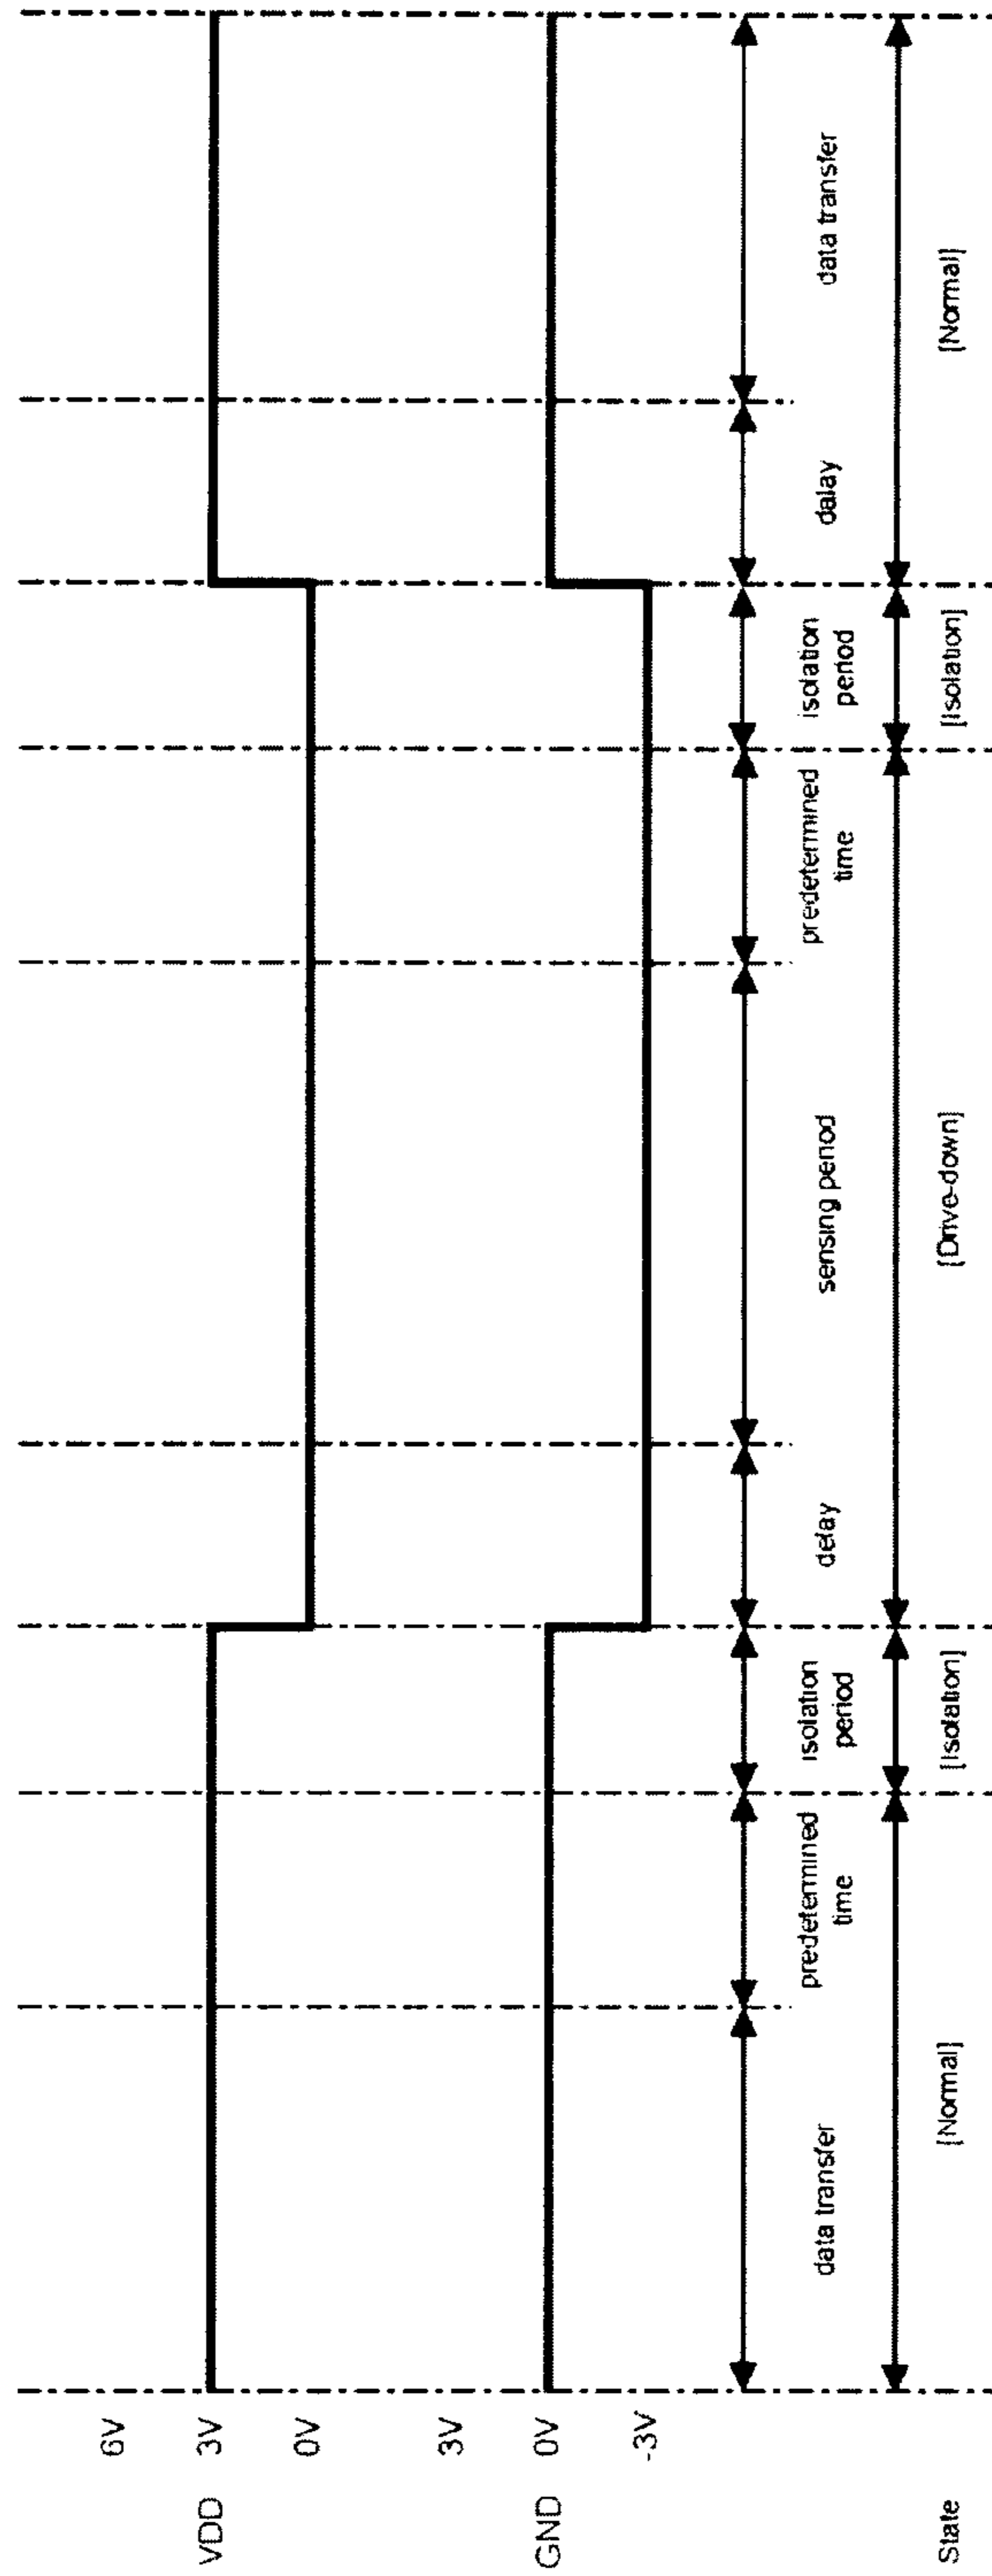 6V
VDD 3V
0V
3V
GND 0V
-3V
data transfer
predetermined
time
isolation
period
delay
sensing period
predetermined
time
isolation
period
dalay
data transfer
State
[Normal]
[Isolation]
[Drive-down]
[Isolation]
[Normal]